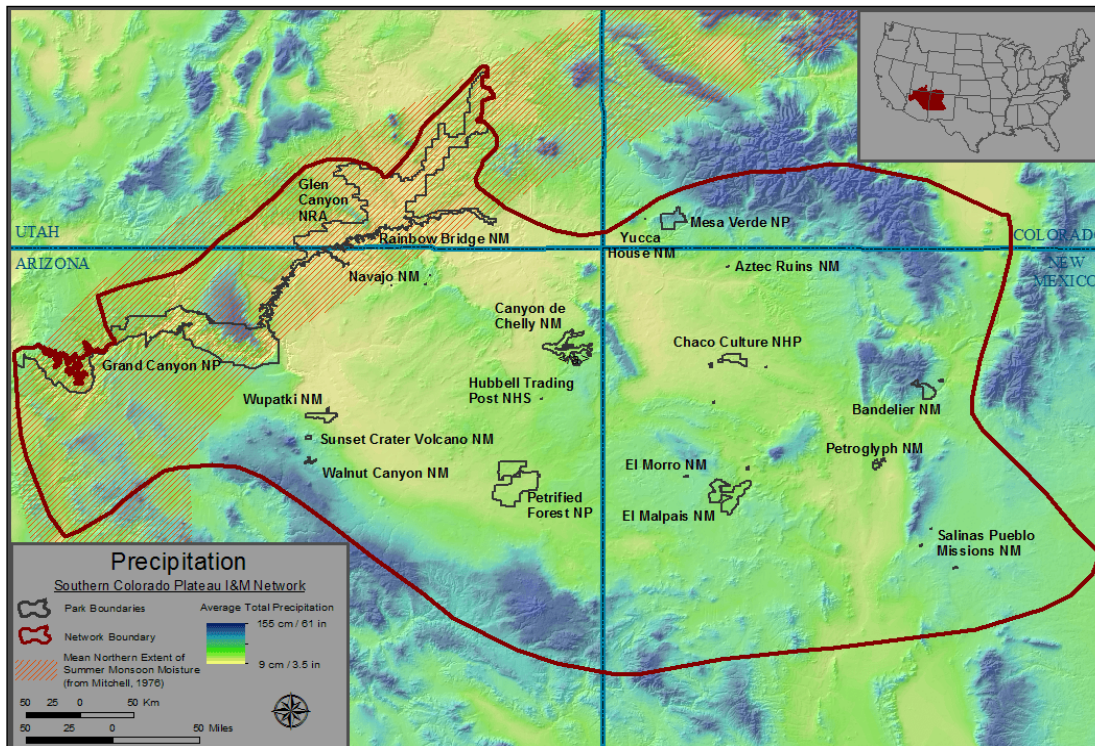 Glen
Canyon
NRA
UTAH
Rainbow Bridge NM
ARIZONA
Navajo NM
Yucca
House NM
Mesa Verde NP
Aztec Ruins NM
COLORADO
NEW
MEXICO
Canyon de
Chelly NM
Chaco Culture NHP
Grand Canyon NP
Hubbell Trading
Post NHS
Wupatki NM
Bandelier NM
Sunset Crater Volcano NM
Walnut Canyon NM
Petrified
Forest NP
El Morro NM
El Malpais NM
Petroglyph NM
Salinas Pueblo
Missions NM
Precipitation
Southern Colorado Plateau I&M Network
Park Boundaries
Network Boundary
Mean Northern Extent of
Summer Monsoon Moisture
(from Mitchell, 1976)
Average Total Precipitation
155 cm / 61 in
9 cm / 3.5 in
50 25 0 50 Km
50 25 0 50 Miles